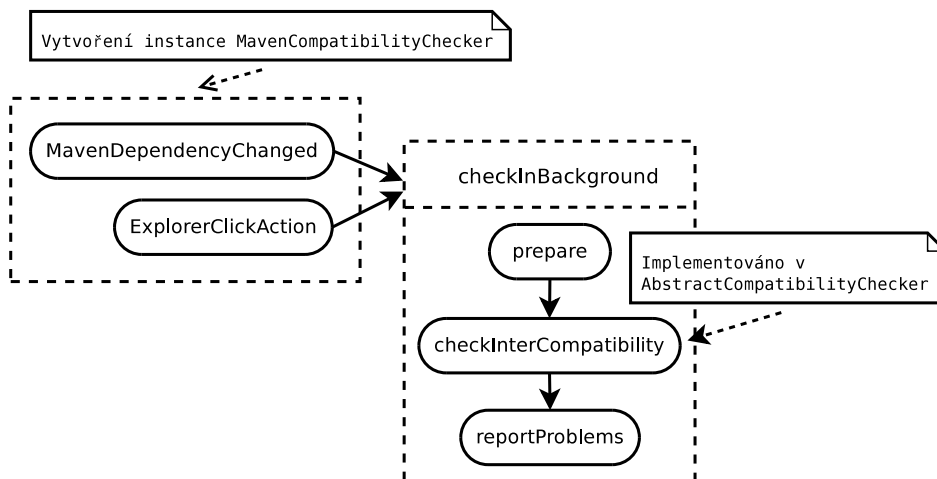 Vytvoření instance MavenCompatibilityChecker
MavenDependencyChanged
ExplorerClickAction
checkInBackground
prepare
Implementováno v
AbstractCompatibilityChecker
checkInterCompatibility
reportProblems